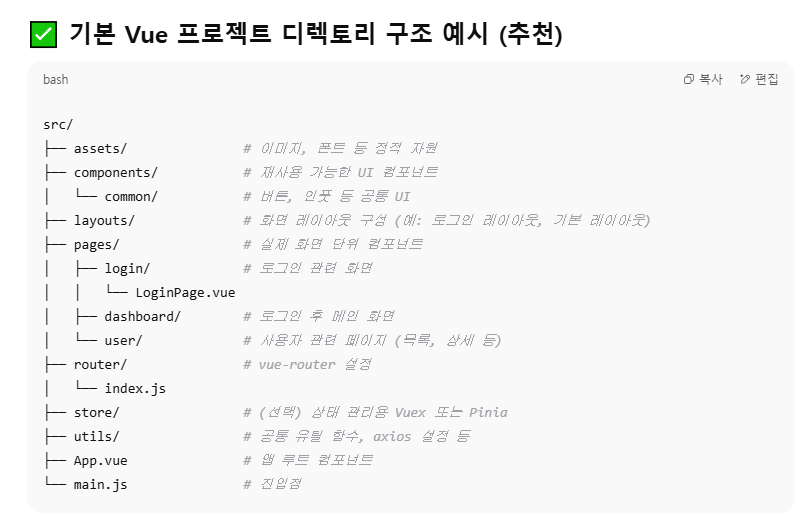 ✅ 기본 Vue 프로젝트 디렉토리 구조 예시 (추천)
bash 복사 편집
src/
├── assets/ # 이미지, 폰트 등 정적 자원
├── components/ # 재사용 가능한 UI 컴포넌트
│   └── common/ # 버튼, 인풋 등 공통 UI
├── layouts/ # 화면 레이아웃 구성 (예: 로그인 레이아웃, 기본 레이아웃)
├── pages/ # 실제 화면 단위 컴포넌트
│   ├── login/ # 로그인 관련 화면
│   │   └── LoginPage.vue
│   ├── dashboard/ # 로그인 후 메인 화면
│   └── user/ # 사용자 관련 페이지 (목록, 상세 등)
├── router/ # vue-router 설정
│   └── index.js
├── store/ # (선택) 상태 관리용 Vuex 또는 Pinia
├── utils/ # 공통 유틸 함수, axios 설정 등
├── App.vue # 앱 루트 컴포넌트
└── main.js # 진입점